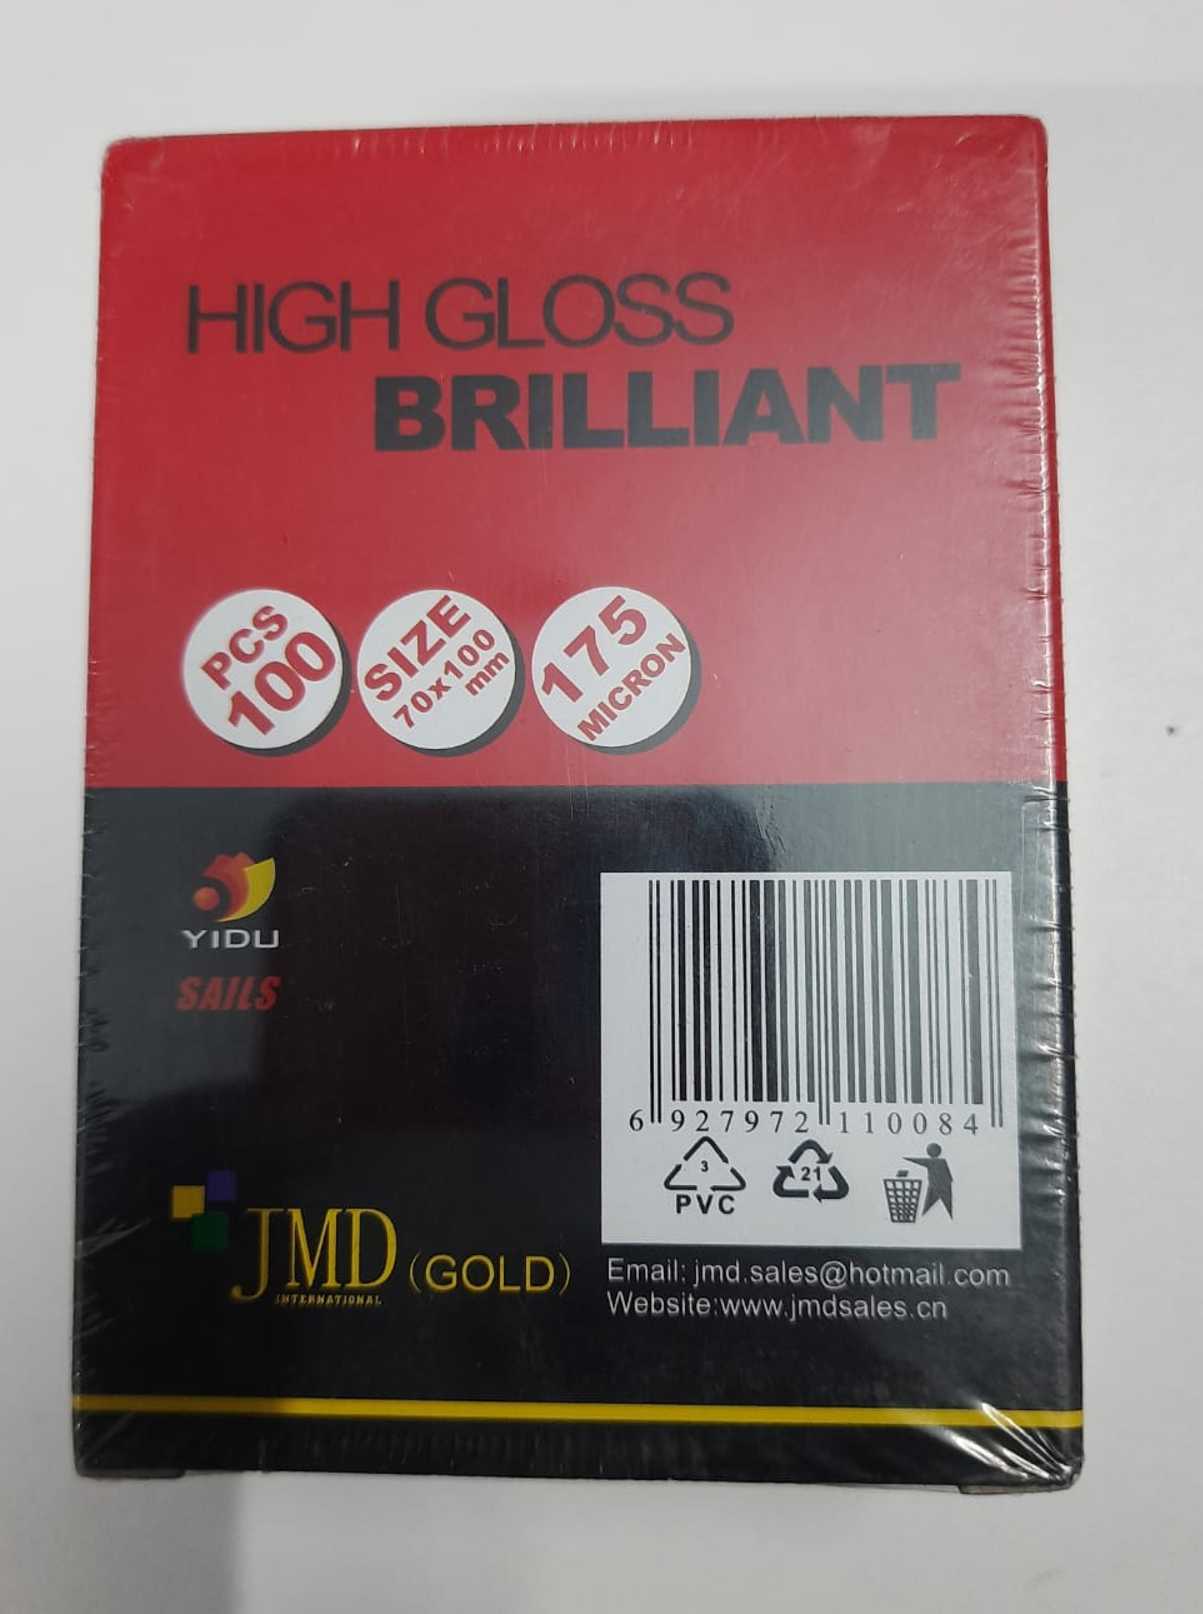 HIGH GLOSS
BRILLIANT
PCS
100
SIZE
70x100
mm
175
MICRON
YIDU
SAILS
6 927972 110084
3
PVC
21
JMD (GOLD)
INTERNATIONAL
Email: jmd.sales@hotmail.com
Website:www.jmdsales.cn